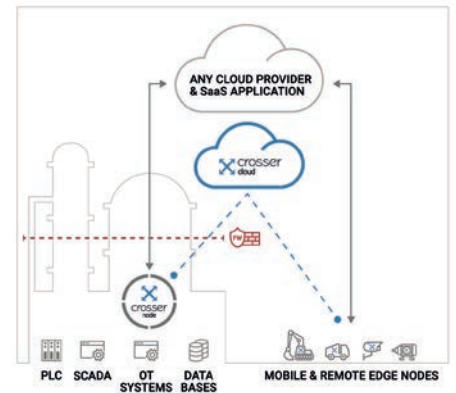 ANY CLOUD PROVIDER
& SaaS APPLICATION
crosser
cloud
FW
crosser
node
PLC SCADA OT SYSTEMS DATA BASES
MOBILE & REMOTE EDGE NODES